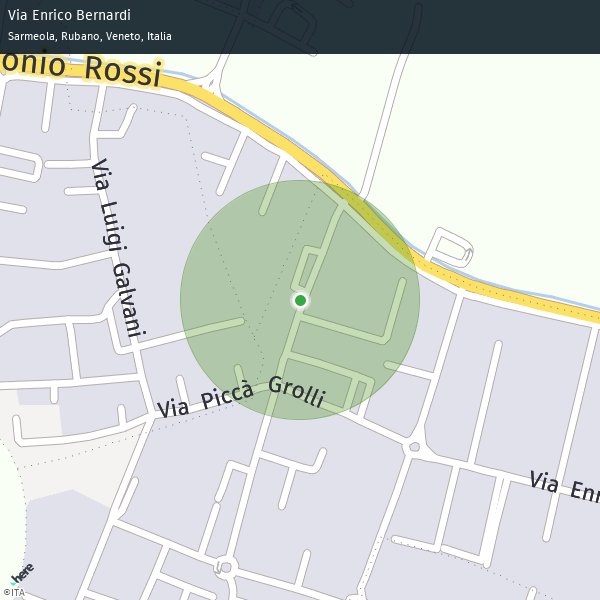 Via Enrico Bernardi
Sarmeola, Rubano, Veneto, Italia
onio Rossi
Via Luigi Galvani
Via Piccà Grolli
Via Enr
here
©ITA